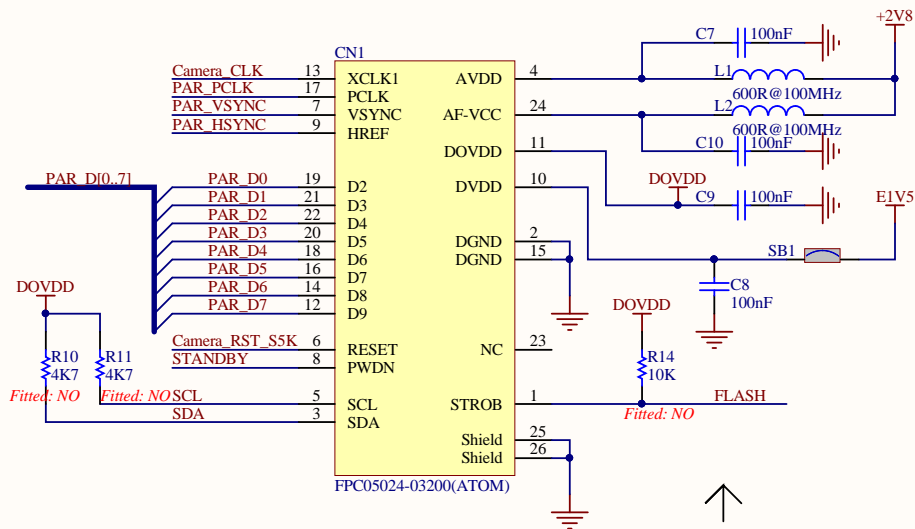 +2V8
C7 100nF
CN1
Camera_CLK 13 XCLK1 AVDD 4 L1
600R@100MHz
PAR_PCLK 17 PCLK
PAR_VSYNC 7 VSYNC AF-VCC 24 L2
600R@100MHz
PAR_HSYNC 9 HREF
DOVDD 11 C10 100nF
PAR_D[0..7]
PAR_D0 19 D2 DVDD 10 DOVDD C9 100nF E1V5
PAR_D1 21 D3
PAR_D2 22 D4
PAR_D3 20 D5 DGND 2
PAR_D4 18 D6 DGND 15 SB1
PAR_D5 16 D7
PAR_D6 14 D8 C8
100nF
PAR_D7 12 D9
DOVDD
DOVDD
Camera_RST_S5K 6 RESET NC 23
STANDBY 8 PWDN
R10
4K7
Fitted: NO
R11
4K7
Fitted: NO
R14
10K
Fitted: NO
SCL 5 SCL STROB 1 FLASH
SDA 3 SDA
Shield 25
Shield 26
FPC05024-03200(ATOM)